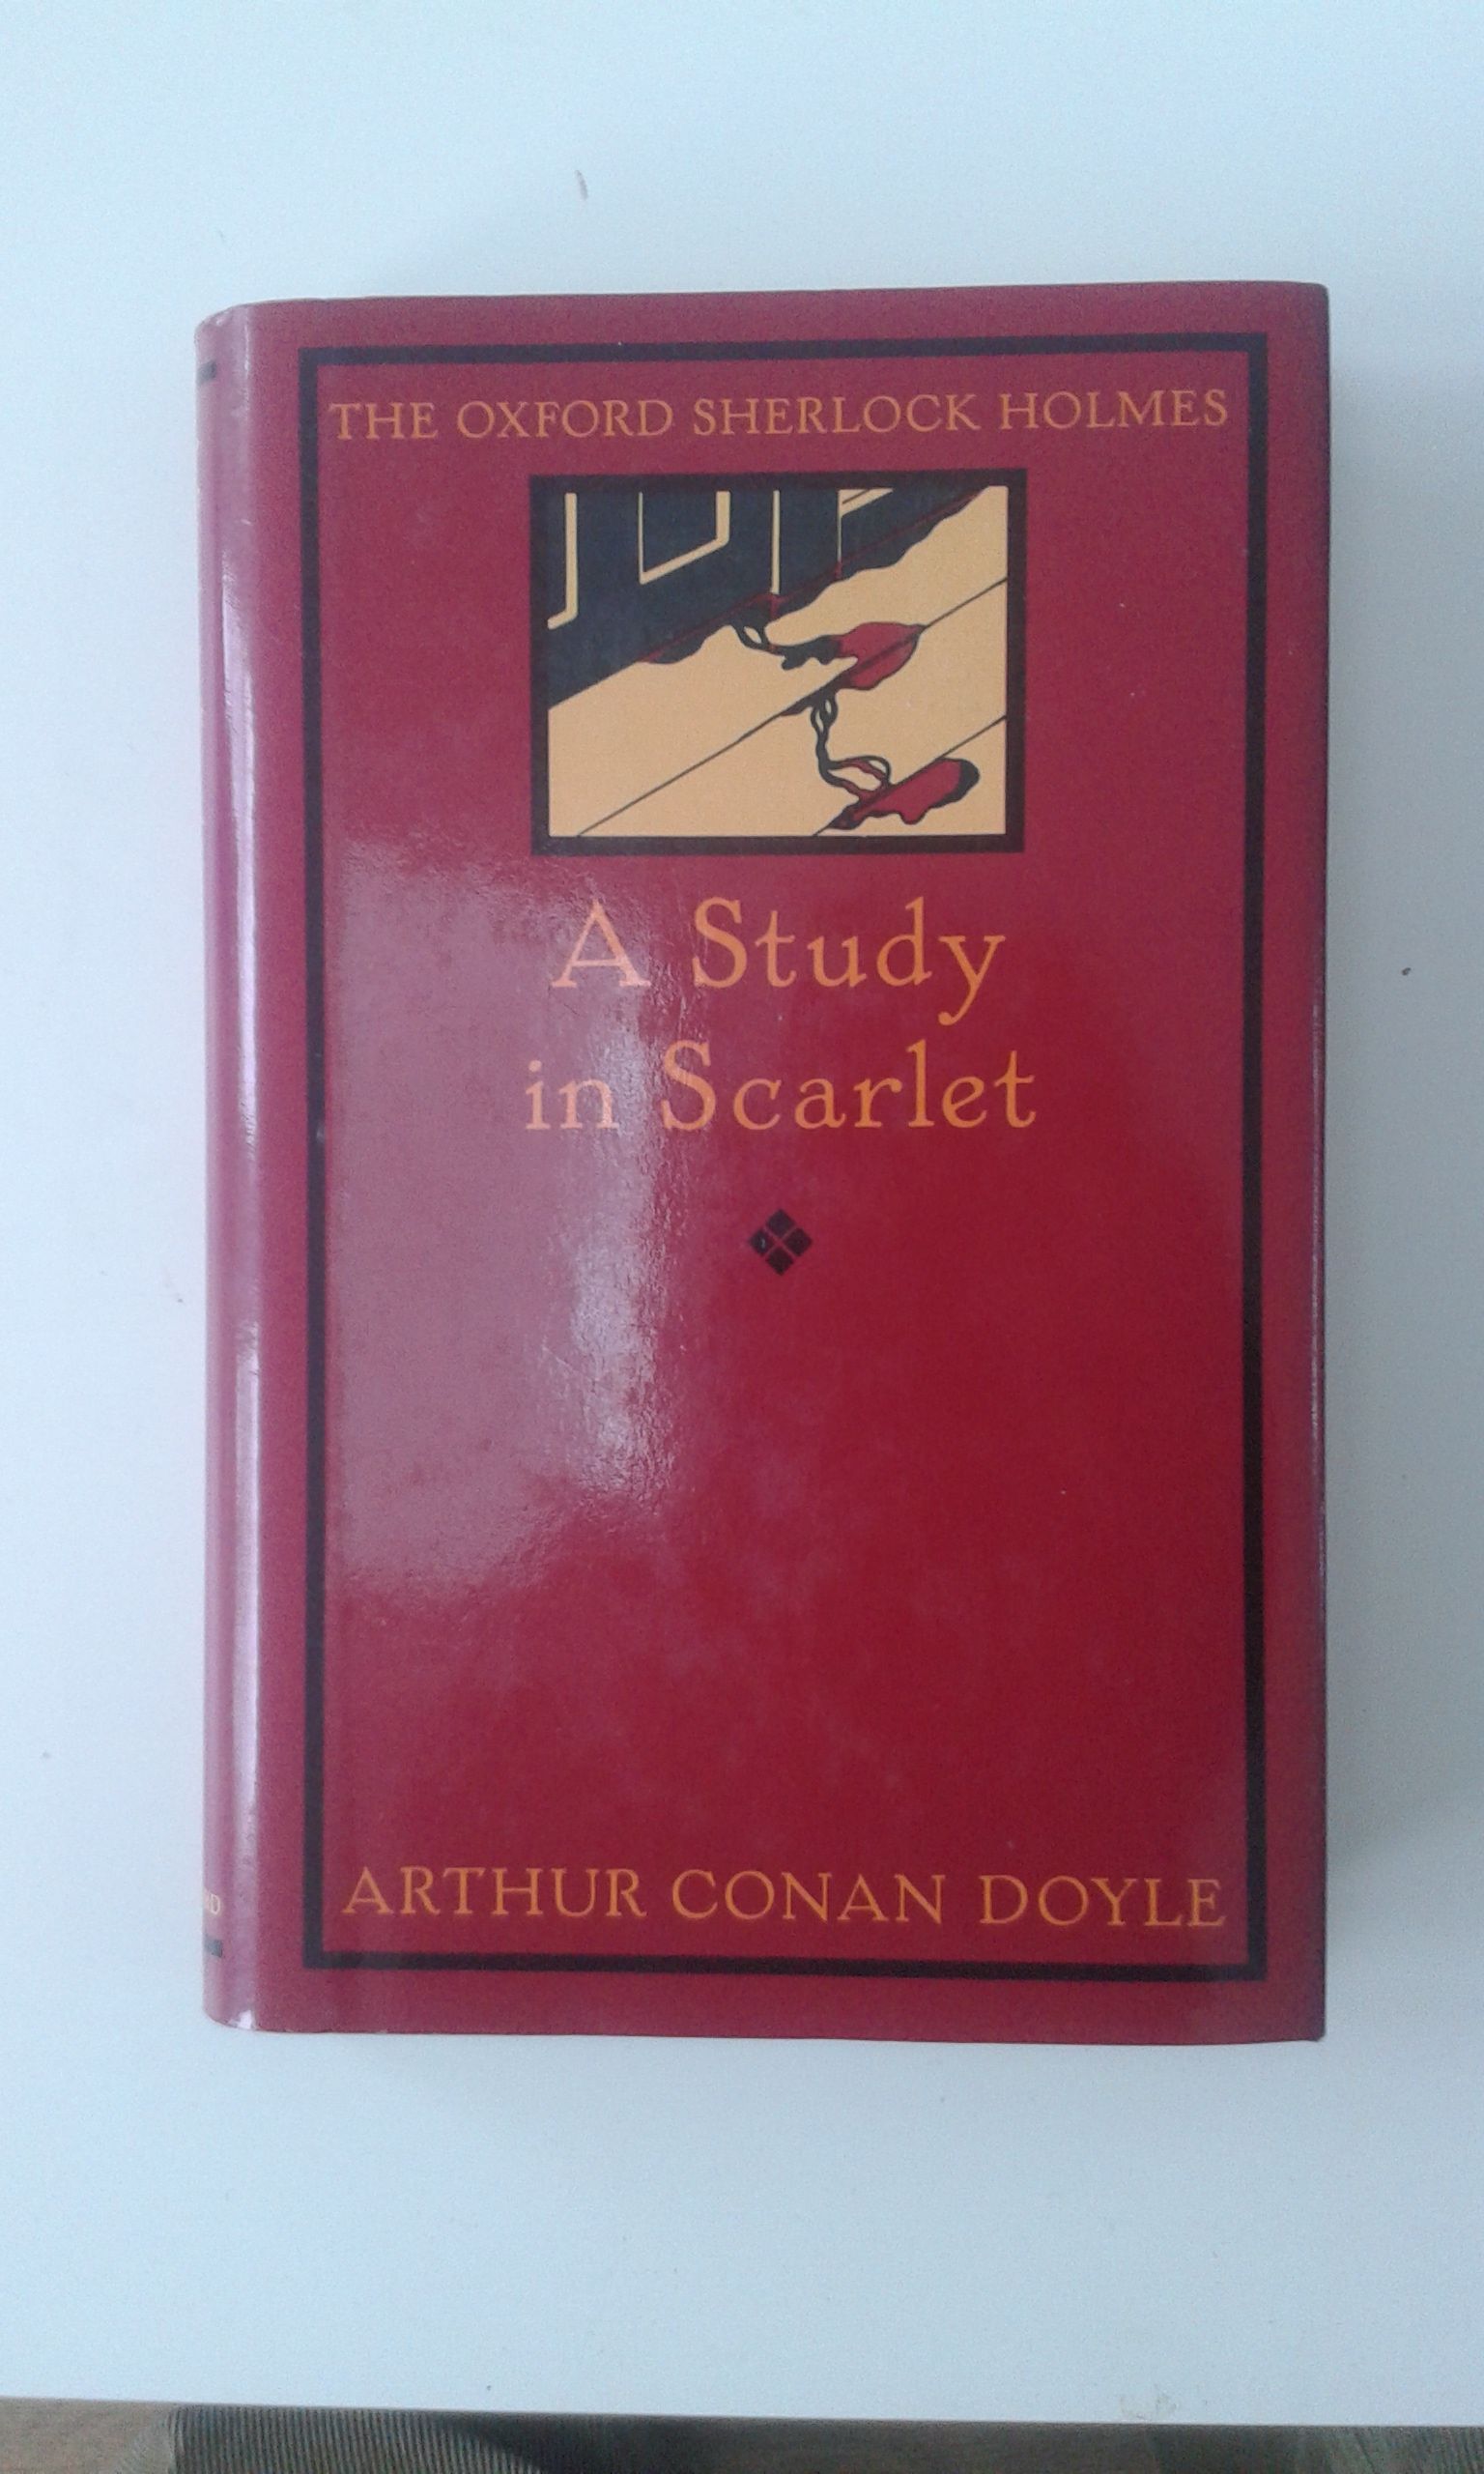 THE OXFORD SHERLOCK HOLMES
A Study
in Scarlet
ARTHUR CONAN DOYLE